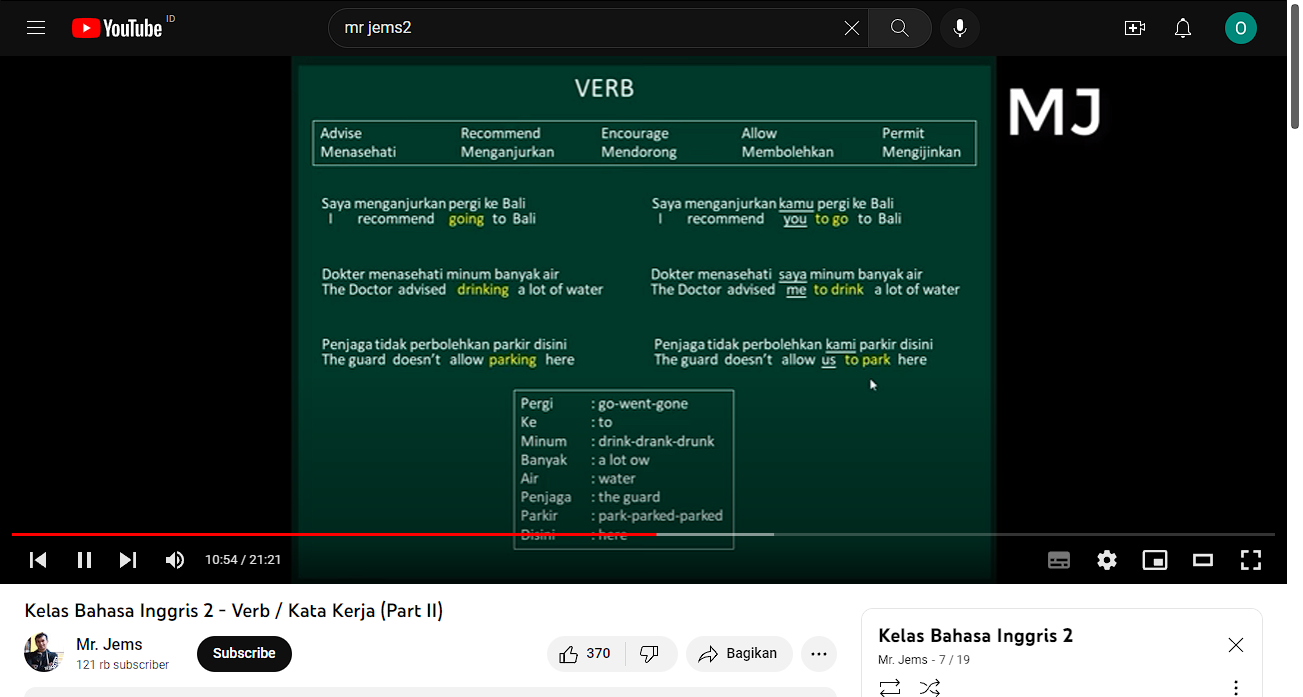 YouTube ID
mr jems2
O
VERB
MJ
Advise Recommend Encourage Allow Permit
Menasehati Menganjurkan Mendorong Membolehkan Mengijinkan
Saya menganjurkan pergi ke Bali
I recommend going to Bali
Saya menganjurkan kamu pergi ke Bali
I recommend you to go to Bali
Dokter menasehati minum banyak air
The Doctor advised drinking a lot of water
Dokter menasehati saya minum banyak air
The Doctor advised me to drink a lot of water
Penjaga tidak perbolehkan parkir disini
The guard doesn't allow parking here
Penjaga tidak perbolehkan kami parkir disini
The guard doesn't allow us to park here
Pergi : go-went-gone
Ke : to
Minum : drink-drank-drunk
Banyak : a lot ow
Air : water
Penjaga : the guard
Parkir : park-parked-parked
Disini : here
10:54 / 21:21
Kelas Bahasa Inggris 2 - Verb / Kata Kerja (Part II)
Mr. Jems
121 rb subscriber
Subscribe
370
Bagikan
Kelas Bahasa Inggris 2
Mr. Jems - 7 / 19